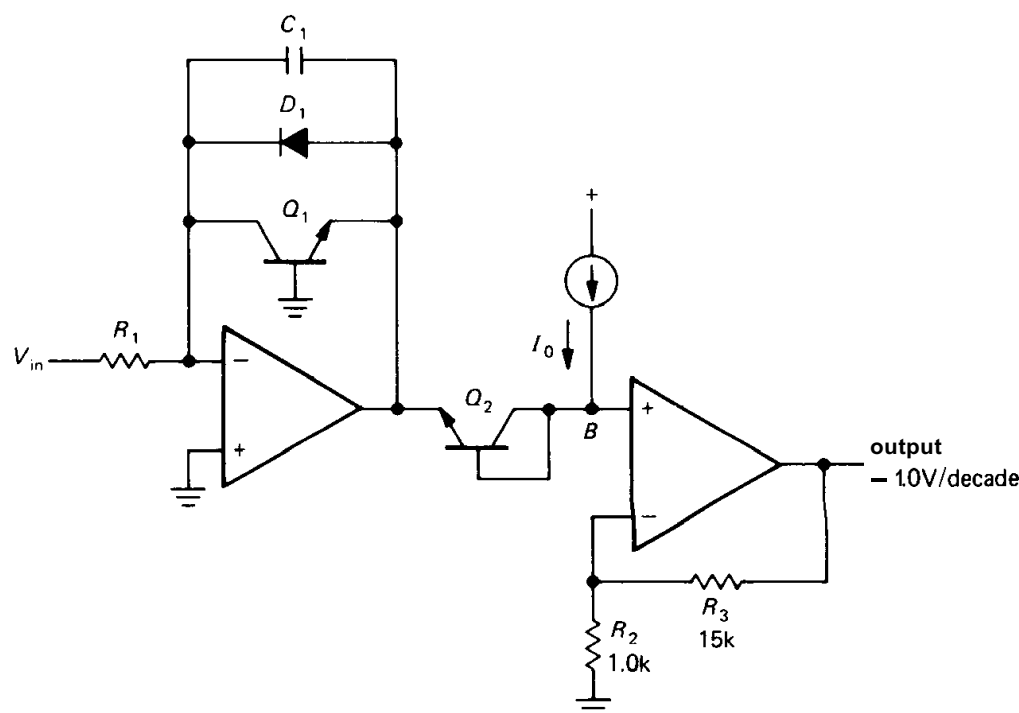 C1
D1
Q1
+
R1
Vin
−
I0
Q2
+
B
+
output
− 1.0V/decade
−
R3
15k
R2
1.0k